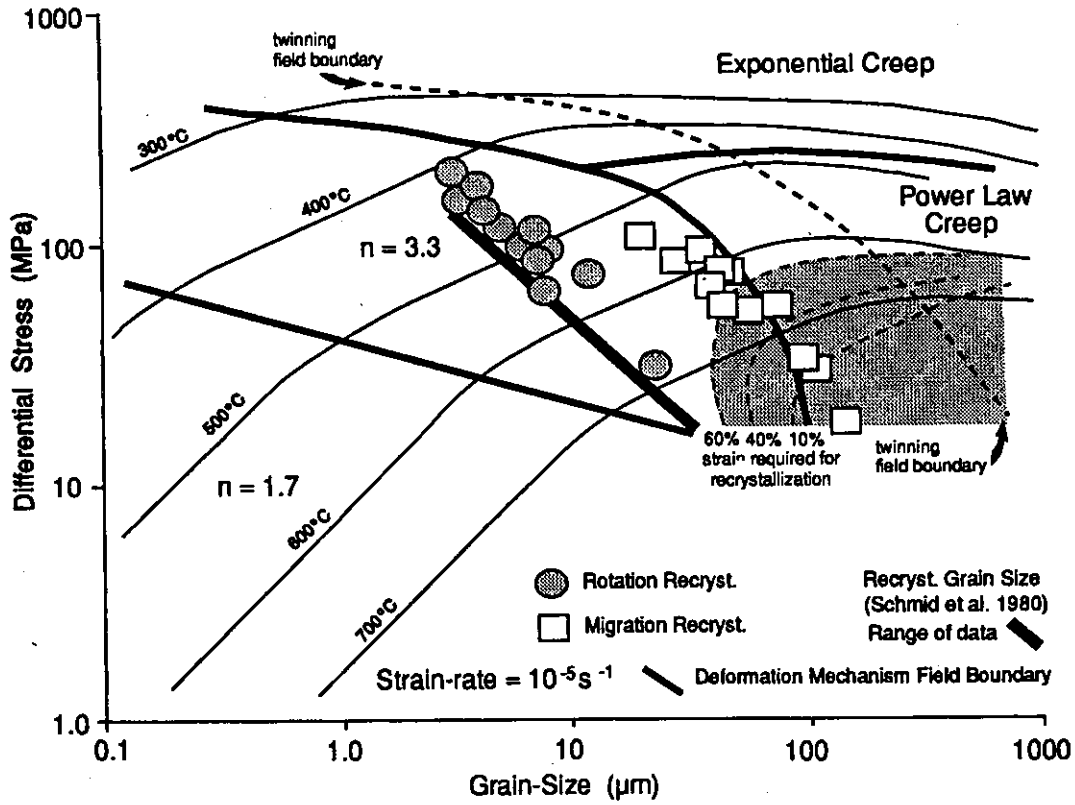 1000
twinning
field boundary
Exponential Creep
300°C
400°C
Power Law
Creep
100
n = 3.3
Differential Stress (MPa)
500°C
60% 40% 10%
strain required for
recrystallization
twinning
field boundary
10
n = 1.7
600°C
Rotation Recryst.
Recryst. Grain Size
(Schmid et al. 1980)
Migration Recryst.
Range of data
700°C
Strain-rate = 10⁻⁵s⁻¹
Deformation Mechanism Field Boundary
1.0
0.1
1.0
10
100
1000
Grain-Size (μm)